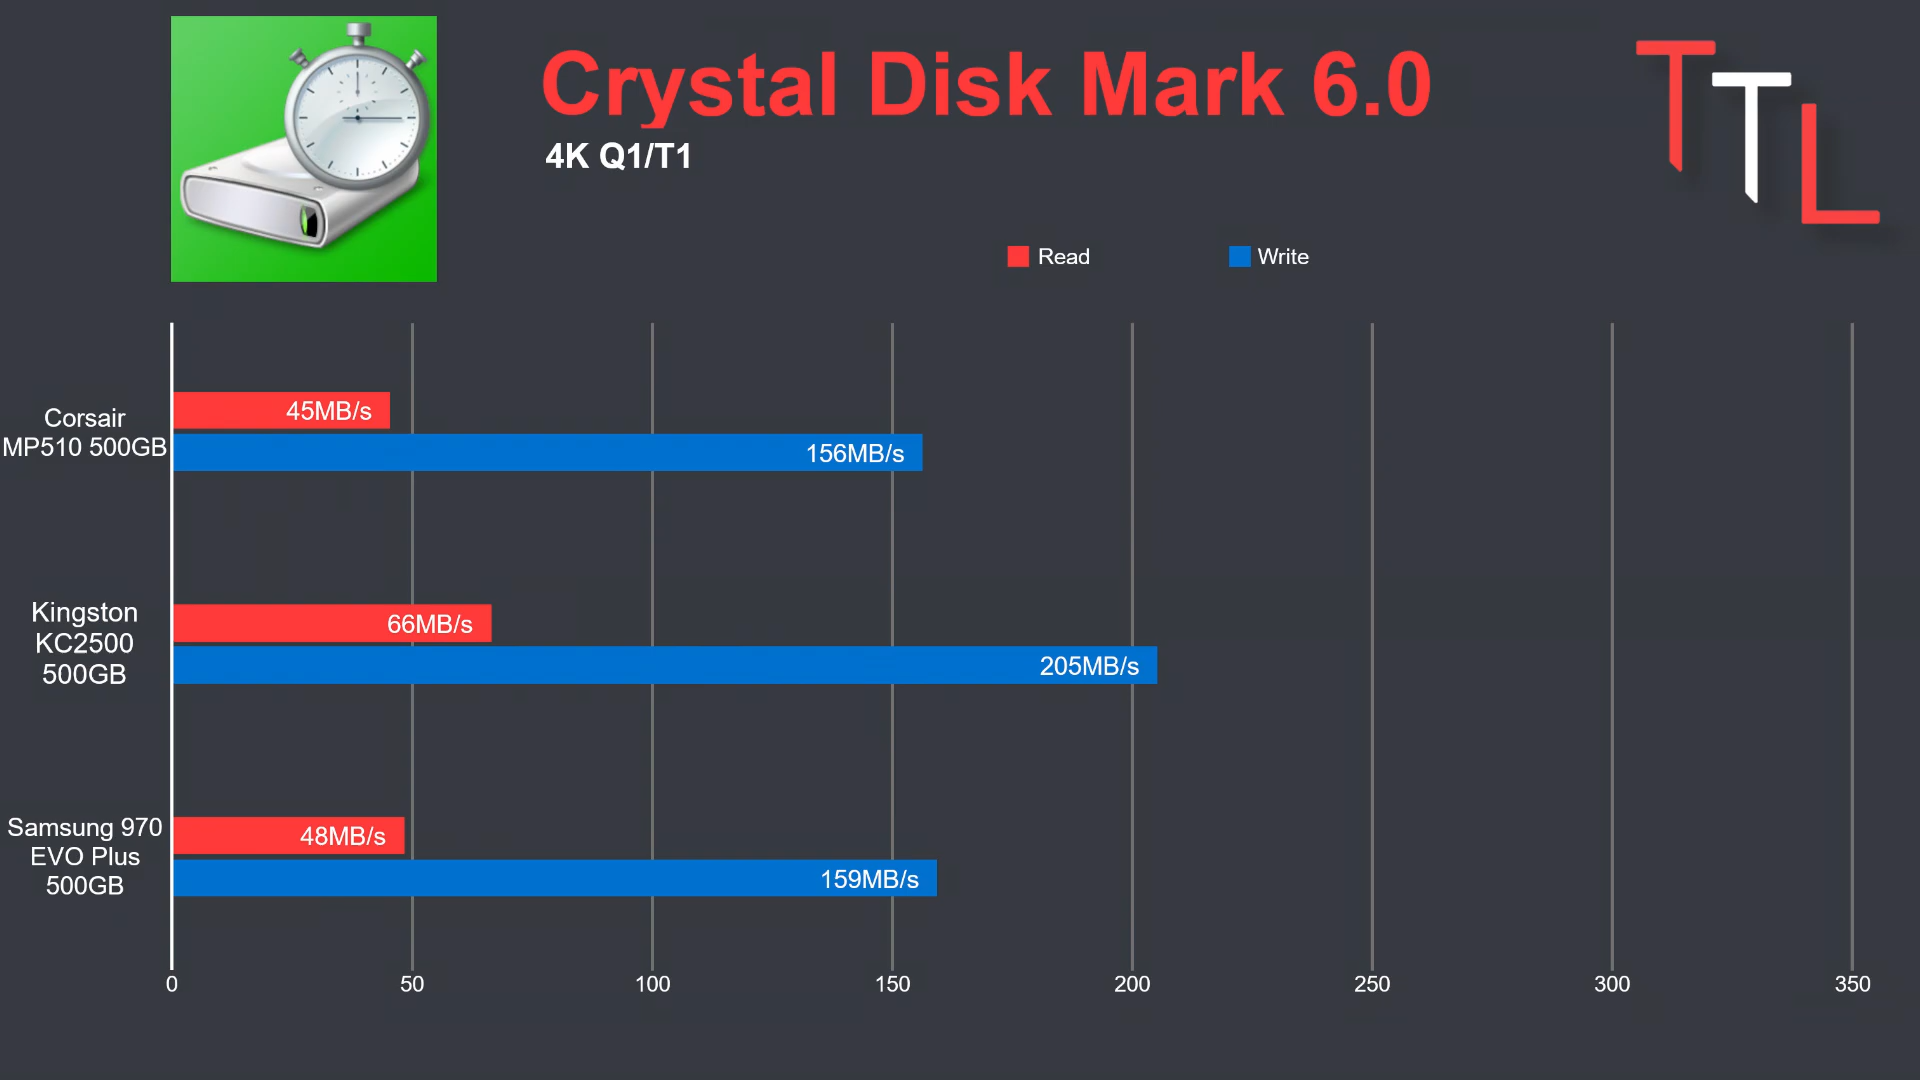 Crystal Disk Mark 6.0
4K Q1/T1
TTL
Read
Write
Corsair
MP510 500GB
45MB/s
156MB/s
Kingston
KC2500
500GB
66MB/s
205MB/s
Samsung 970
EVO Plus
500GB
48MB/s
159MB/s
0
50
100
150
200
250
300
350